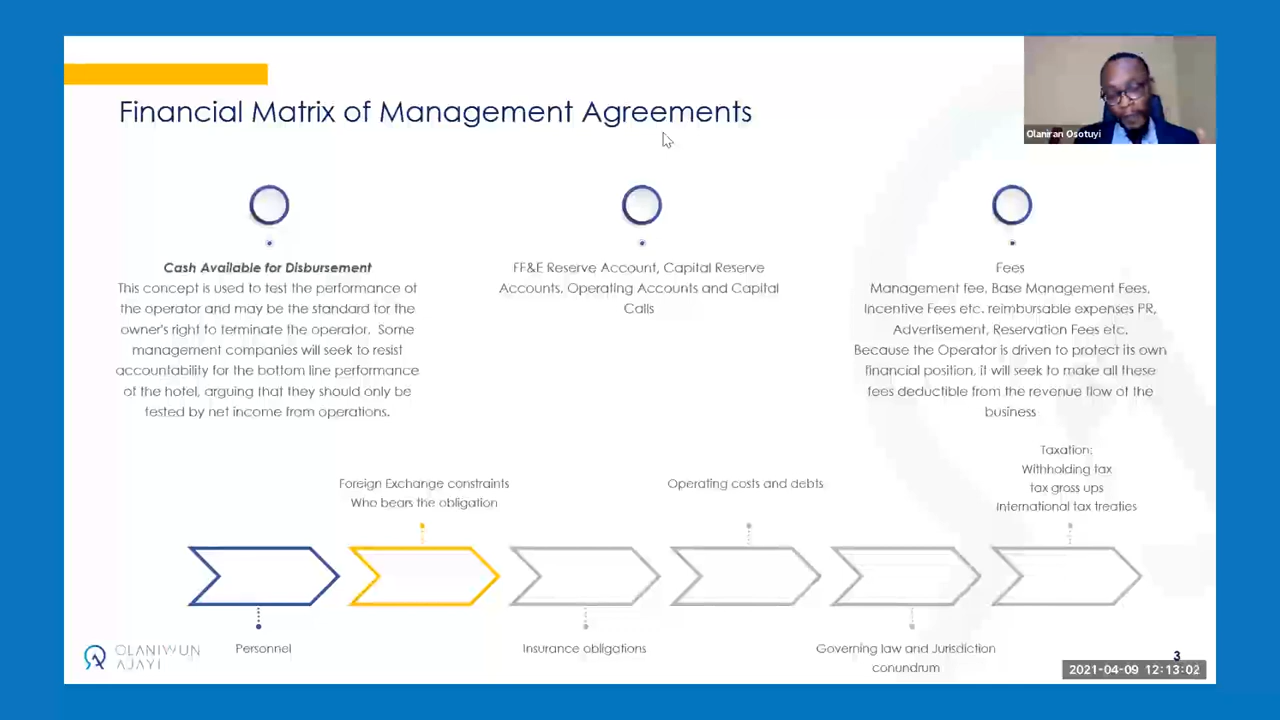 Financial Matrix of Management Agreements
Olaniran Osotuyi
Cash Available for Disbursement
This concept is used to test the performance of
the operator and may be the standard for the
owner's right to terminate the operator. Some
management companies will seek to resist
accountability for the bottom line performance
of the hotel, arguing that they should only be
tested by net income from operations.
FF&E Reserve Account, Capital Reserve
Accounts, Operating Accounts and Capital
Calls
Fees
Management fee, Base Management Fees,
Incentive Fees etc. reimbursable expenses PR,
Advertisement, Reservation Fees etc.
Because the Operator is driven to protect its own
financial position, it will seek to make all these
fees deductible from the revenue flow of the
business
Foreign Exchange constraints
Who bears the obligation
Operating costs and debts
Taxation:
Withholding tax
tax gross ups
International tax treaties
Personnel
Insurance obligations
Governing law and Jurisdiction
conundrum
OLANIWUN
AJAYI
3
2021-04-09 12:13:02